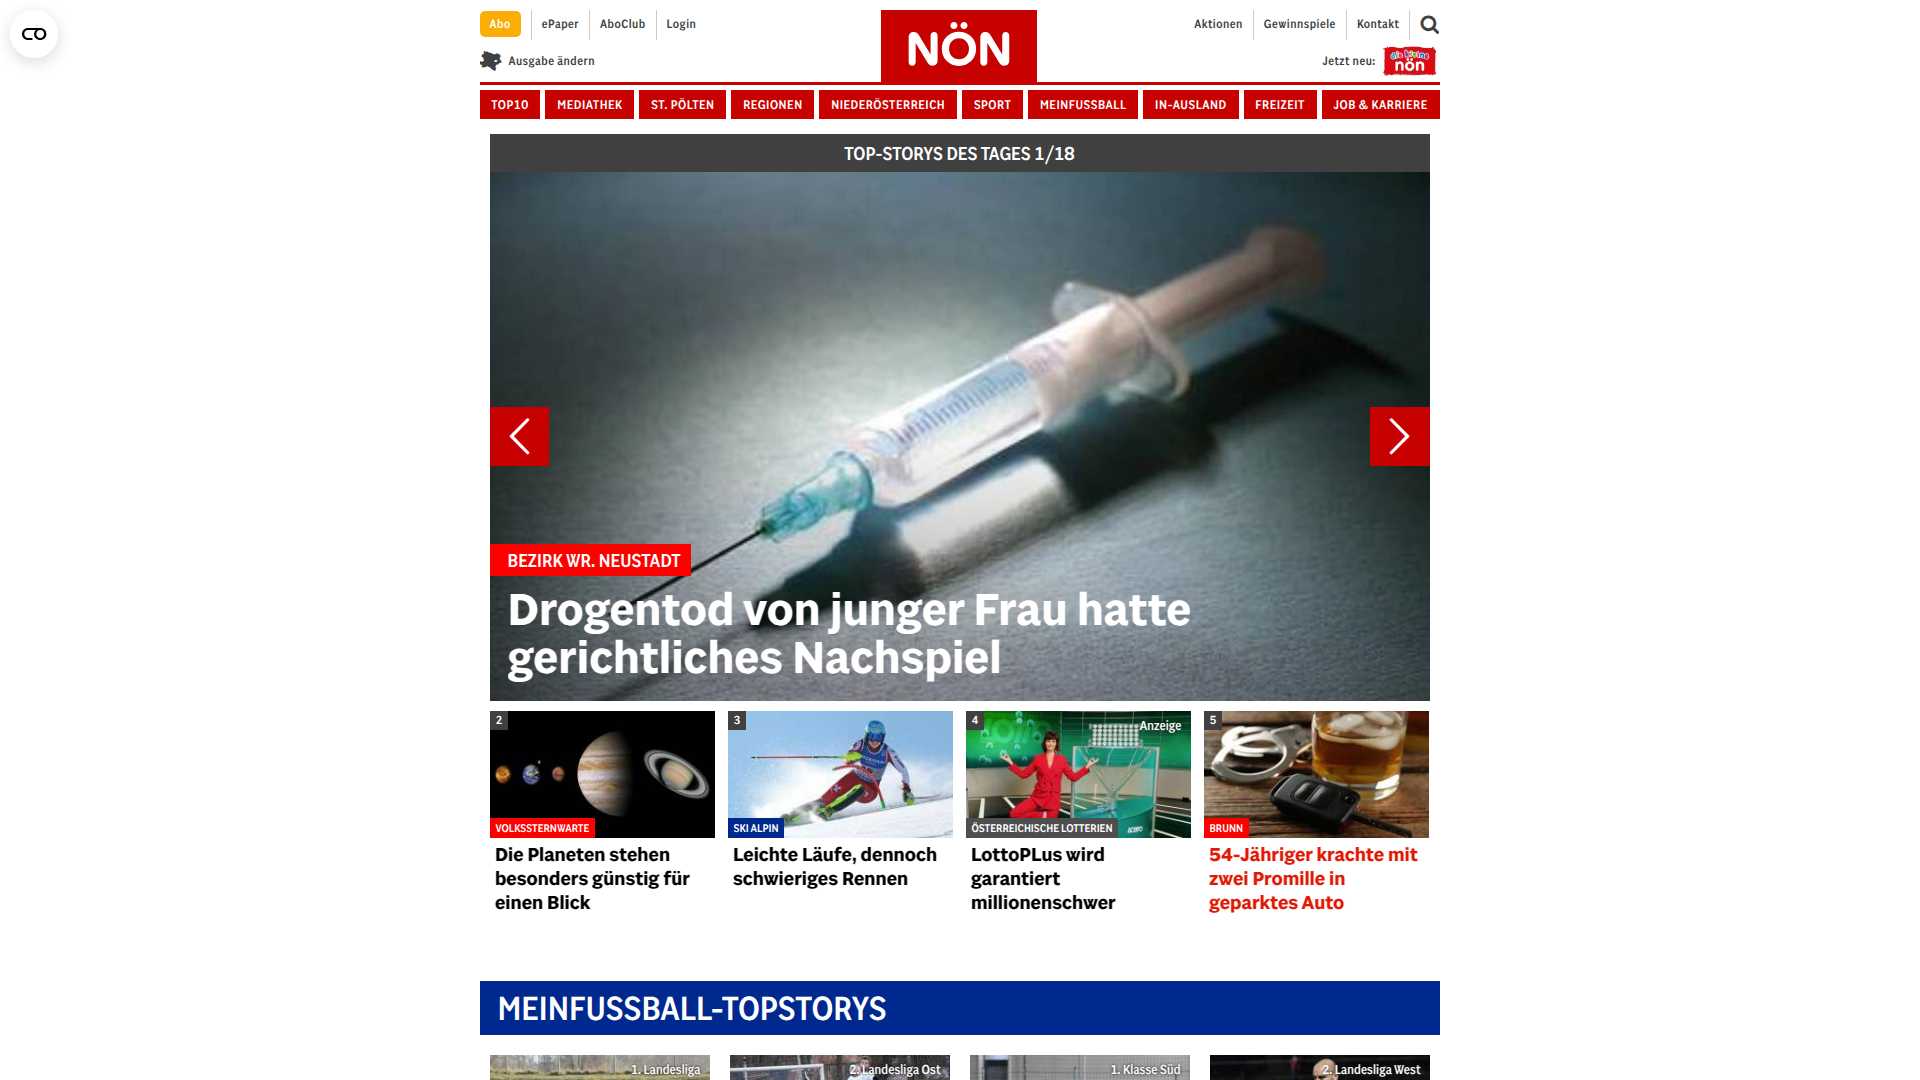 Abo
ePaper
AboClub
Login
NÖN
Aktionen
Gewinnspiele
Kontakt
Ausgabe ändern
Jetzt neu:
die kleine
nön
TOP10
MEDIATHEK
ST. PÖLTEN
REGIONEN
NIEDERÖSTERREICH
SPORT
MEINFUSSBALL
IN-AUSLAND
FREIZEIT
JOB & KARRIERE
TOP-STORYS DES TAGES 1/18
BEZIRK WR. NEUSTADT
Drogentod von junger Frau hatte
gerichtliches Nachspiel
2
VOLKSSTERNWARTE
Die Planeten stehen
besonders günstig für
einen Blick
3
SKI ALPIN
Leichte Läufe, dennoch
schwieriges Rennen
4
Anzeige
ÖSTERREICHISCHE LOTTERIEN
LottoPLus wird
garantiert
millionenschwer
5
BRUNN
54-Jähriger krachte mit
zwei Promille in
geparktes Auto
MEINFUSSBALL-TOPSTORYS
1. Landesliga
2. Landesliga Ost
1. Klasse Süd
2. Landesliga West